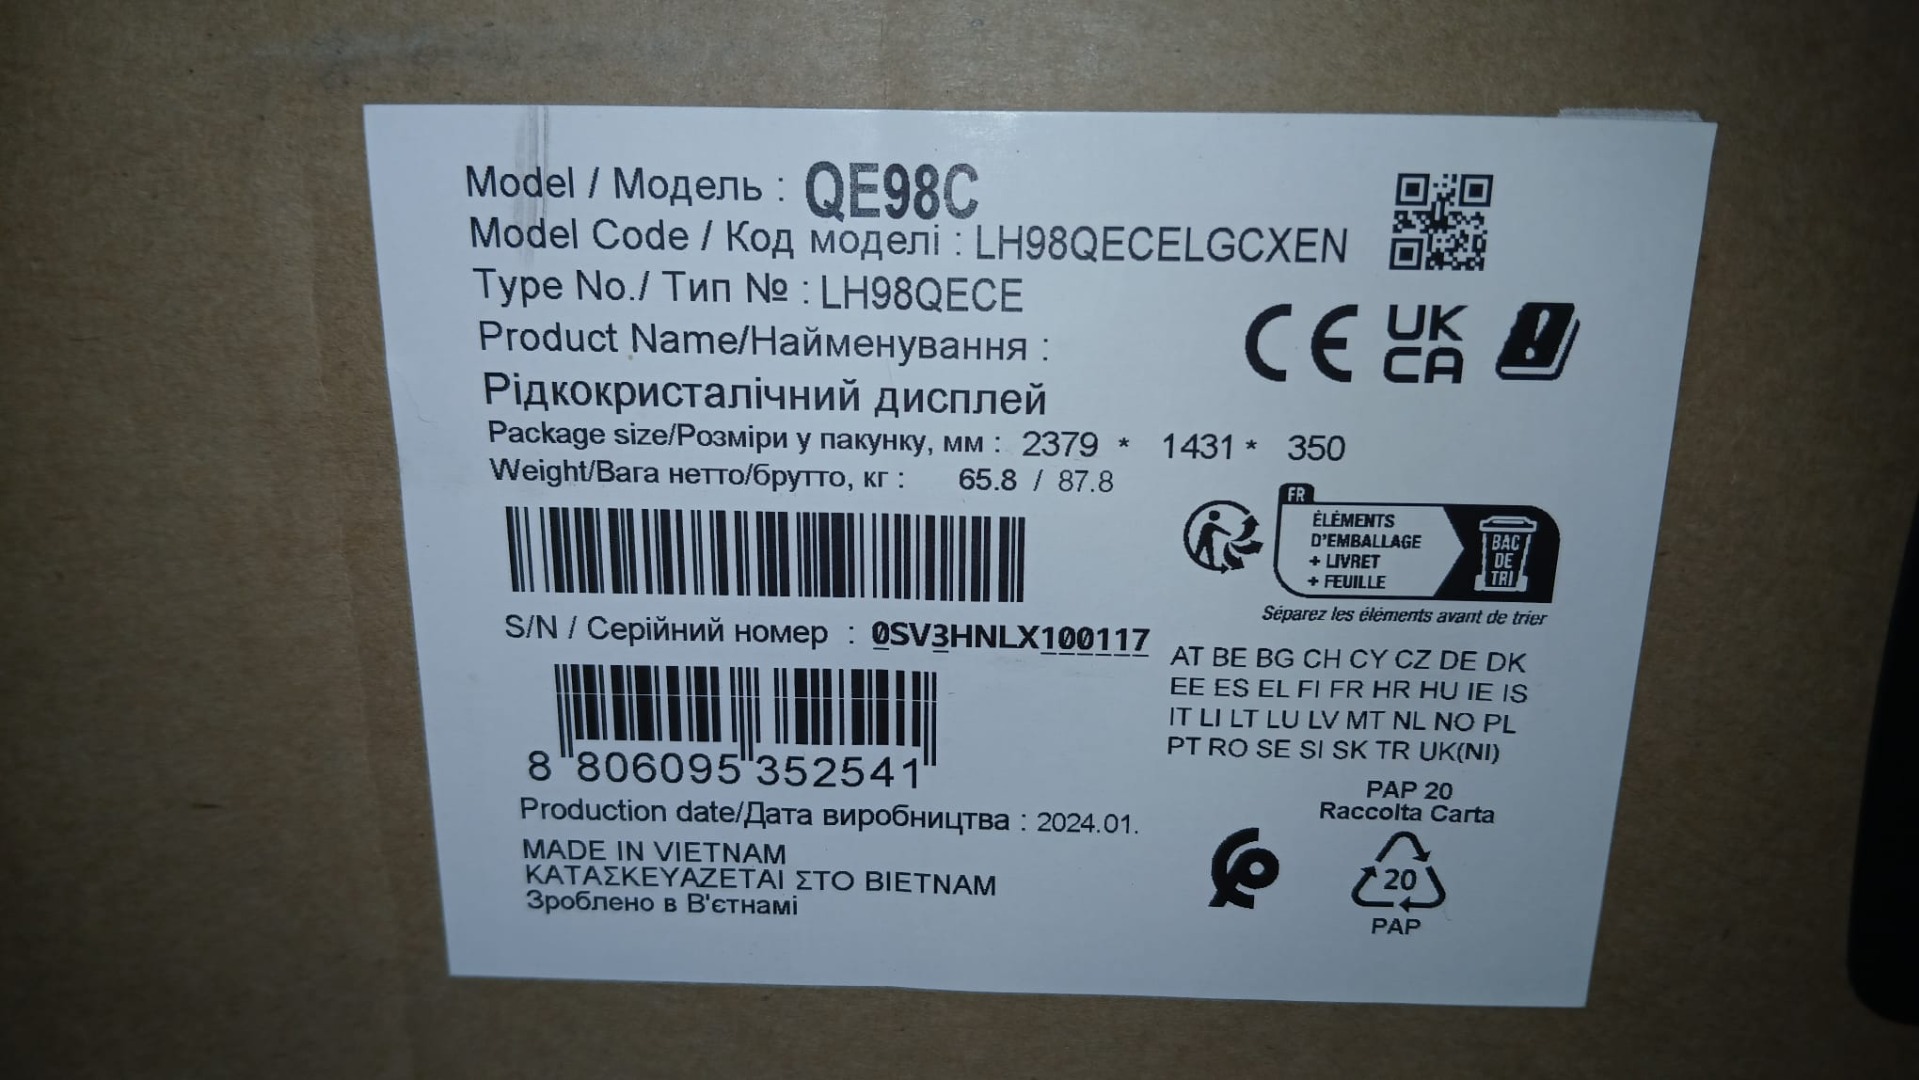 Model / Модель : QE98C
Model Code / Код моделі : LH98QECELGCXEN
Type No./ Тип № : LH98QECE
Product Name/Найменування :
Рідкокристалічний дисплей
Package size/Розміри у пакунку, мм : 2379 * 1431 * 350
Weight/Вага нетто/брутто, кг : 65.8 / 87.8
S/N / Серійний номер : 0SV3HNLX100117
8 806095 352541
Production date/Дата виробництва : 2024.01.
MADE IN VIETNAM
ΚΑΤΑΣΚΕΥΑΖΕΤΑΙ ΣΤΟ ΒΙΕΤΝΑΜ
Зроблено в В'єтнамі
CE
UK
CA
FR
ÉLÉMENTS
D'EMBALLAGE
+ LIVRET
+ FEUILLE
BAC
DE
TRI
Séparez les éléments avant de trier
AT BE BG CH CY CZ DE DK
EE ES EL FI FR HR HU IE IS
IT LI LT LU LV MT NL NO PL
PT RO SE SI SK TR UK(NI)
PAP 20
Raccolta Carta
20
PAP